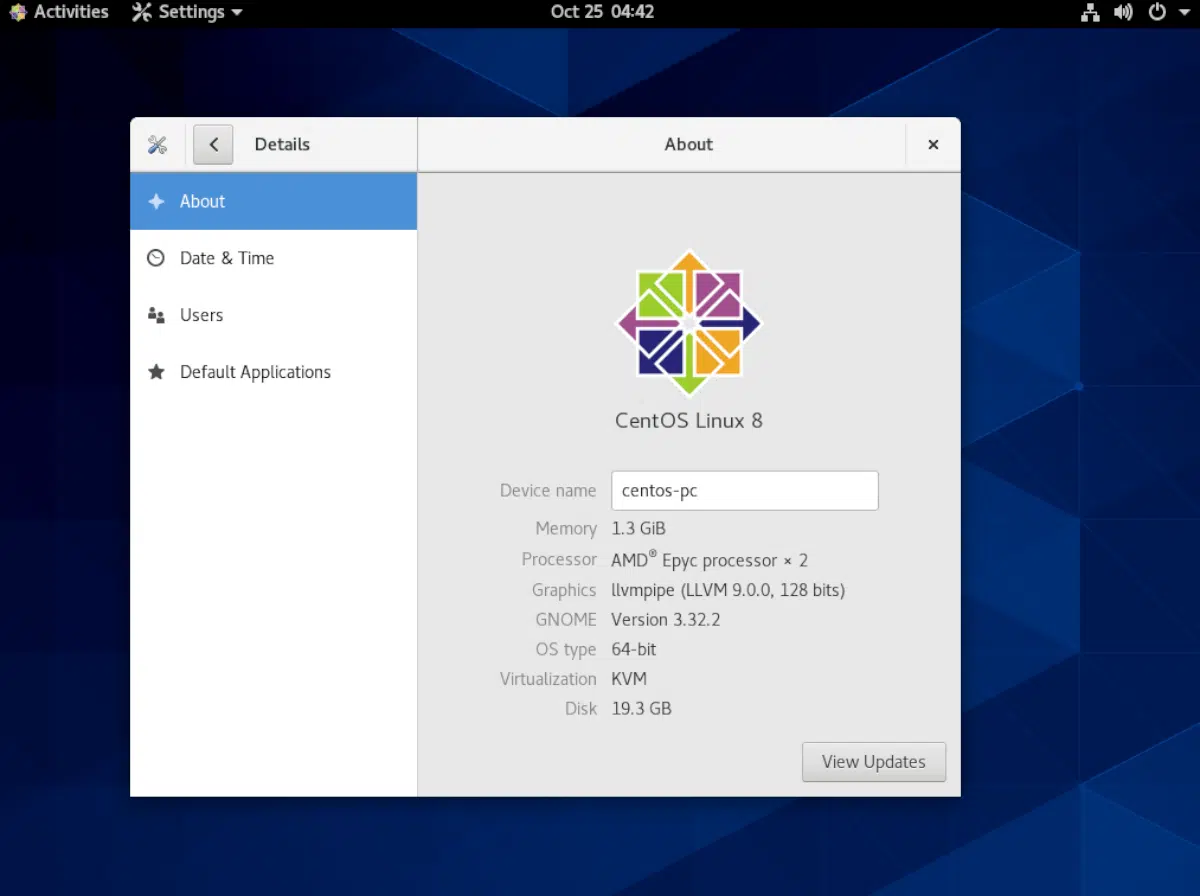 Activities Settings Oct 25 04:42
Details About
About
Date & Time
Users
Default Applications
CentOS Linux 8
Device name centos-pc
Memory 1.3 GiB
Processor AMD® Epyc processor × 2
Graphics llvmpipe (LLVM 9.0.0, 128 bits)
GNOME Version 3.32.2
OS type 64-bit
Virtualization KVM
Disk 19.3 GB
View Updates